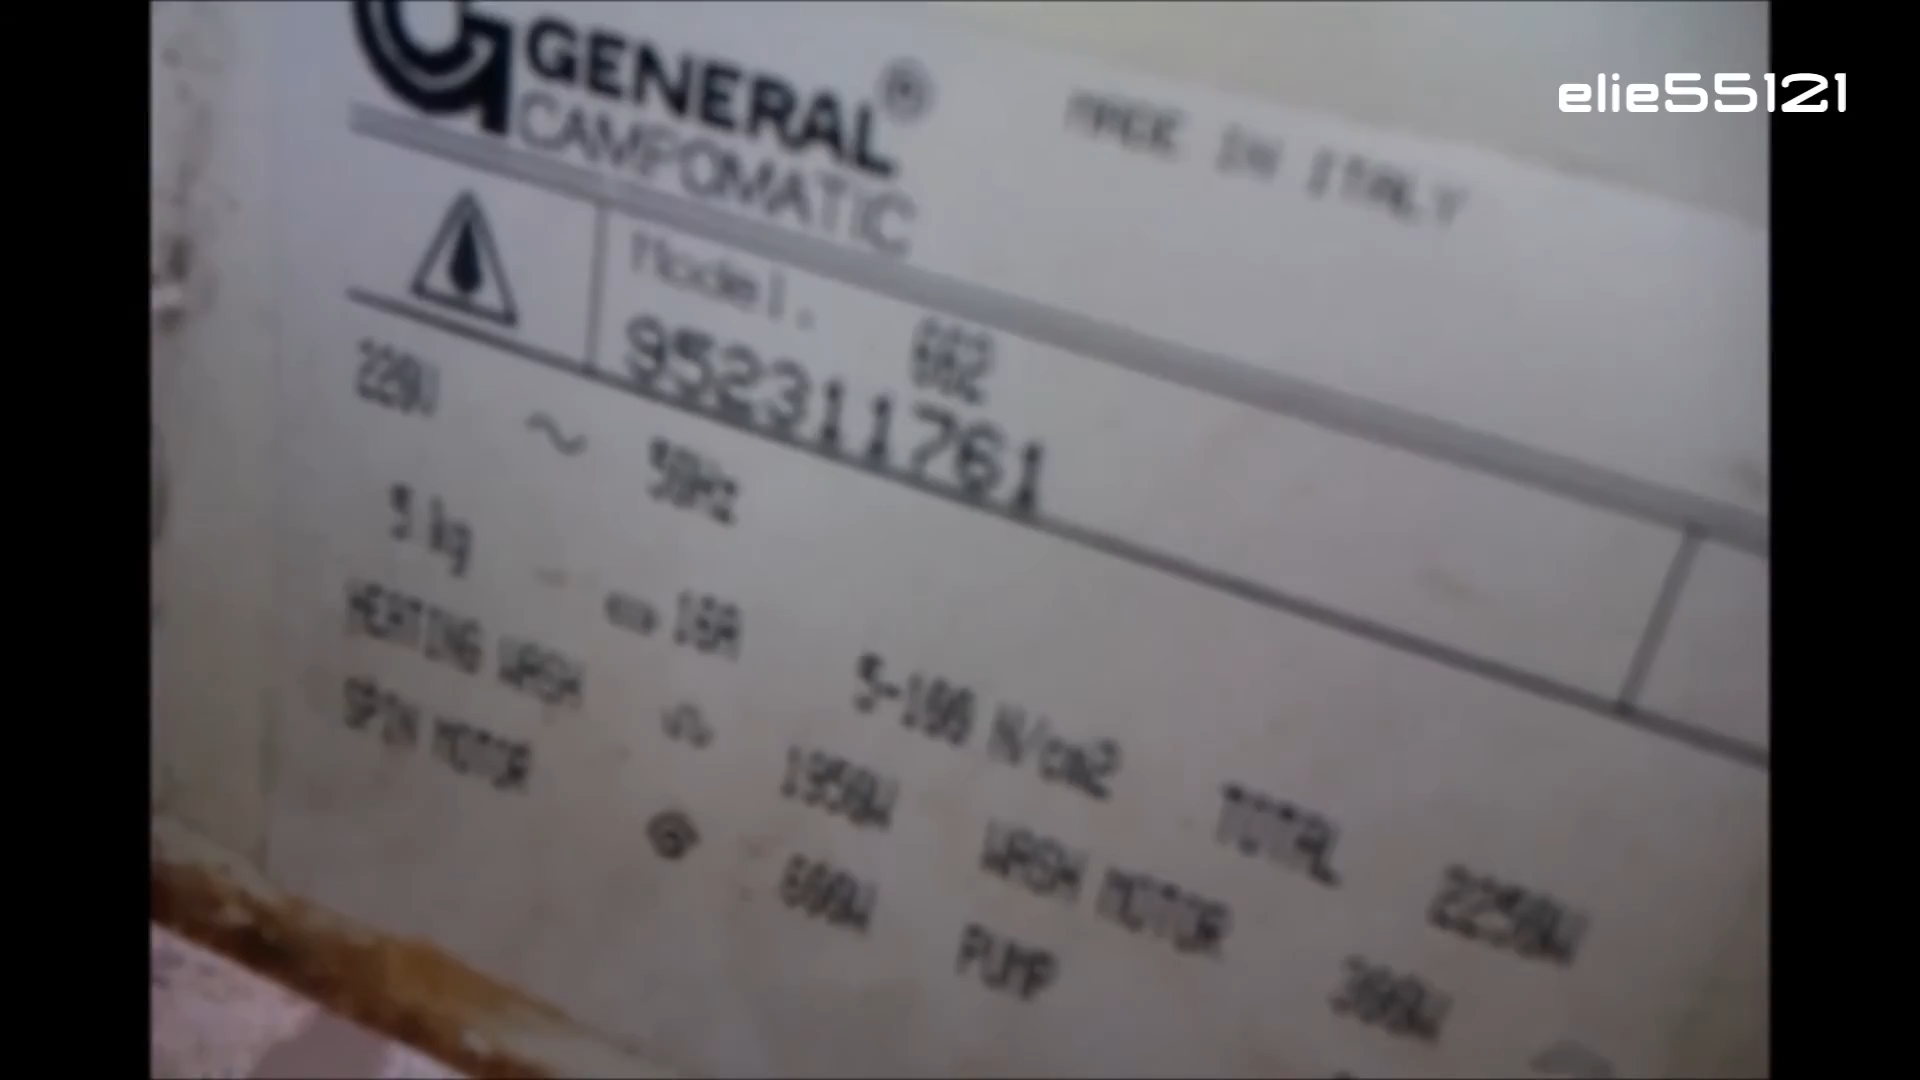 GENERAL®
CAMPOMATIC
MADE IN ITALY
elie55121
Model. 662
952311761
220V ~ 50HZ
5 kg 16A 5-100 N/cm2 TOTAL 2250W
HEATING WASH 1950W WASH MOTOR 300W
SPIN MOTOR 600W PUMP